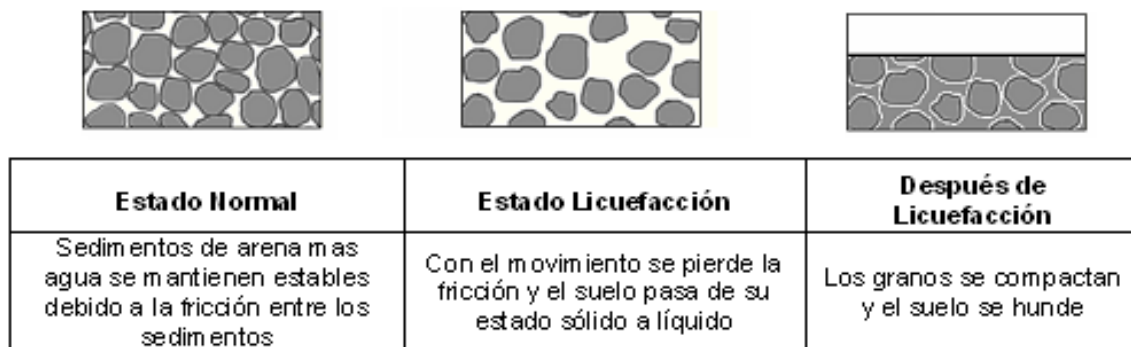 Estado Normal
Estado Licuefacción
Después de
Licuefacción
Sedimentos de arena mas
agua se mantienen estables
debido a la fricción entre los
sedimentos
Con el movimiento se pierde la
fricción y el suelo pasa de su
estado sólido a líquido
Los granos se compactan
y el suelo se hunde